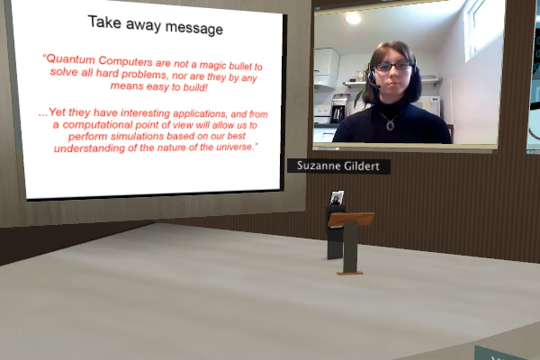 Take away message
"Quantum Computers are not a magic bullet to
solve all hard problems, nor are they by any
means easy to build!
...Yet they have interesting applications, and from
a computational point of view will allow us to
perform simulations based on our best
understanding of the nature of the universe."
Suzanne Gildert